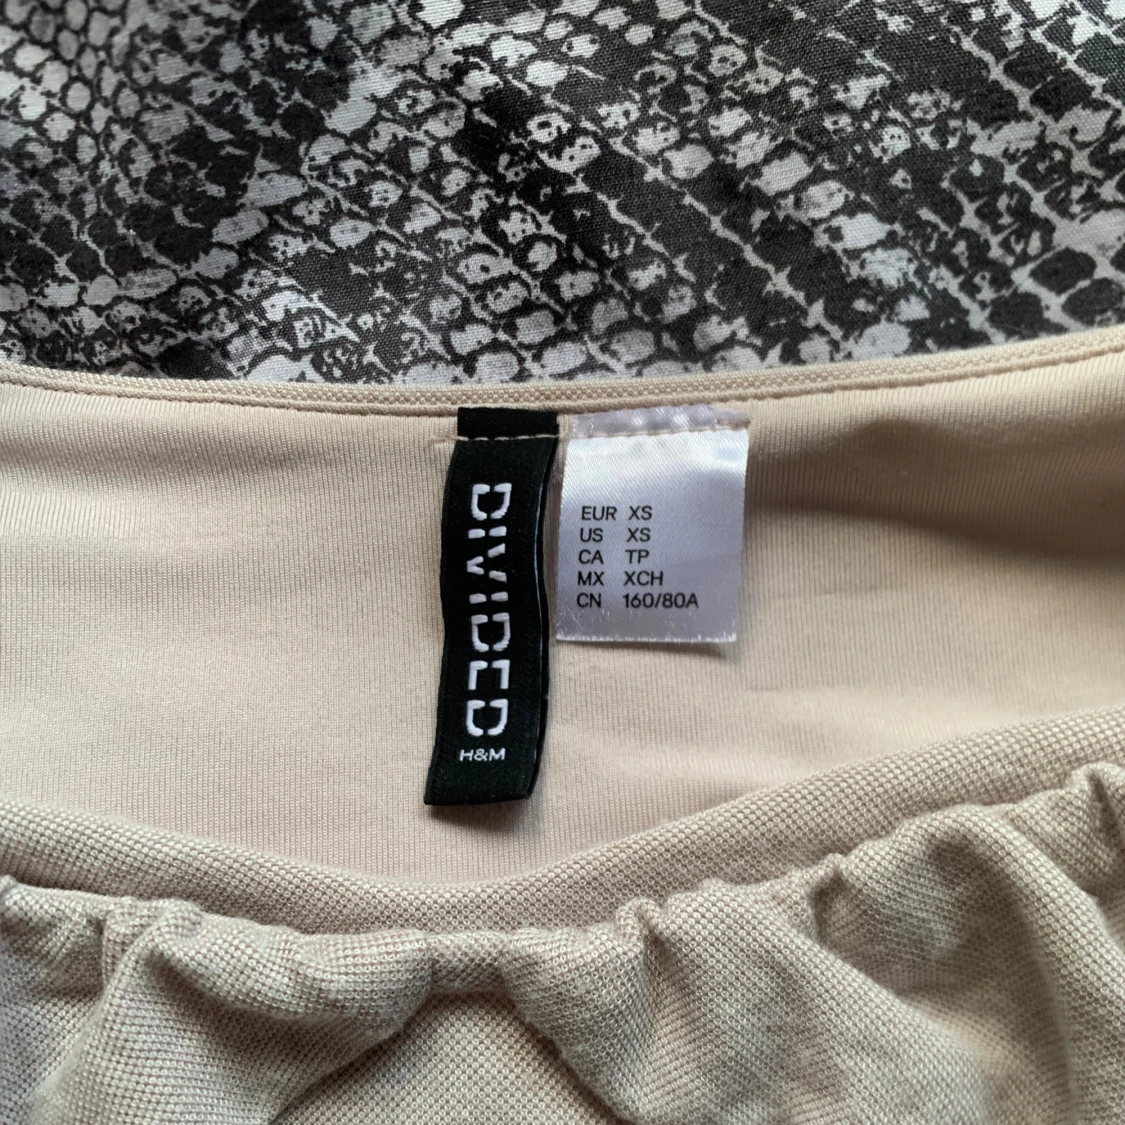 DIVIDED
H&M
EUR XS
US XS
CA TP
MX XCH
CN 160/80A